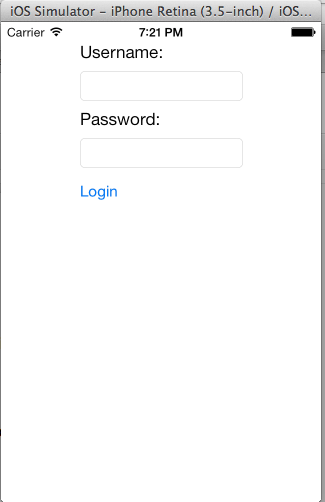 iOS Simulator - iPhone Retina (3.5-inch) / iOS...
Carrier 7:21 PM
Username:
Password:
Login